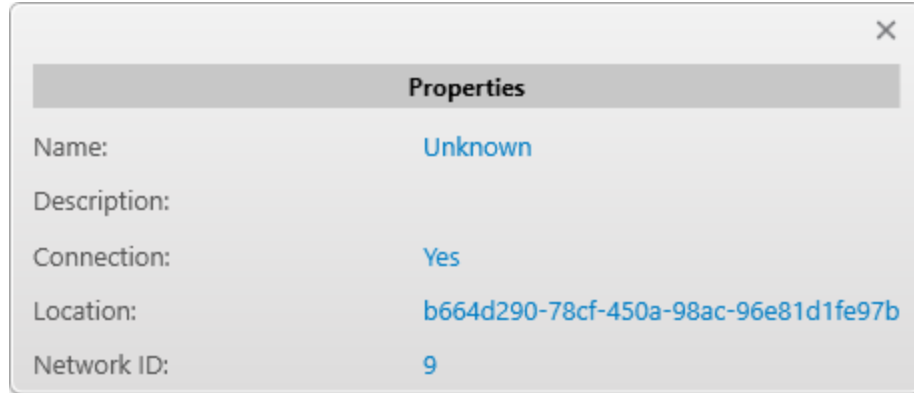 Properties
Name: Unknown
Description:
Connection: Yes
Location: b664d290-78cf-450a-98ac-96e81d1fe97b
Network ID: 9